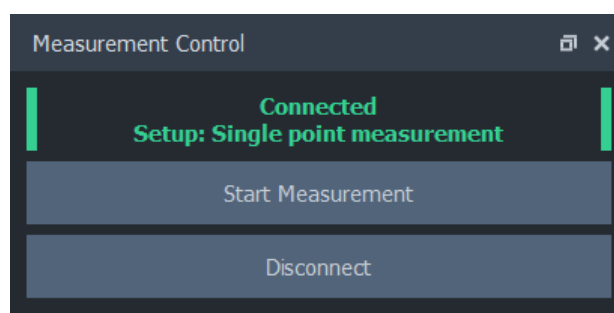 Measurement Control
Connected
Setup: Single point measurement
Start Measurement
Disconnect